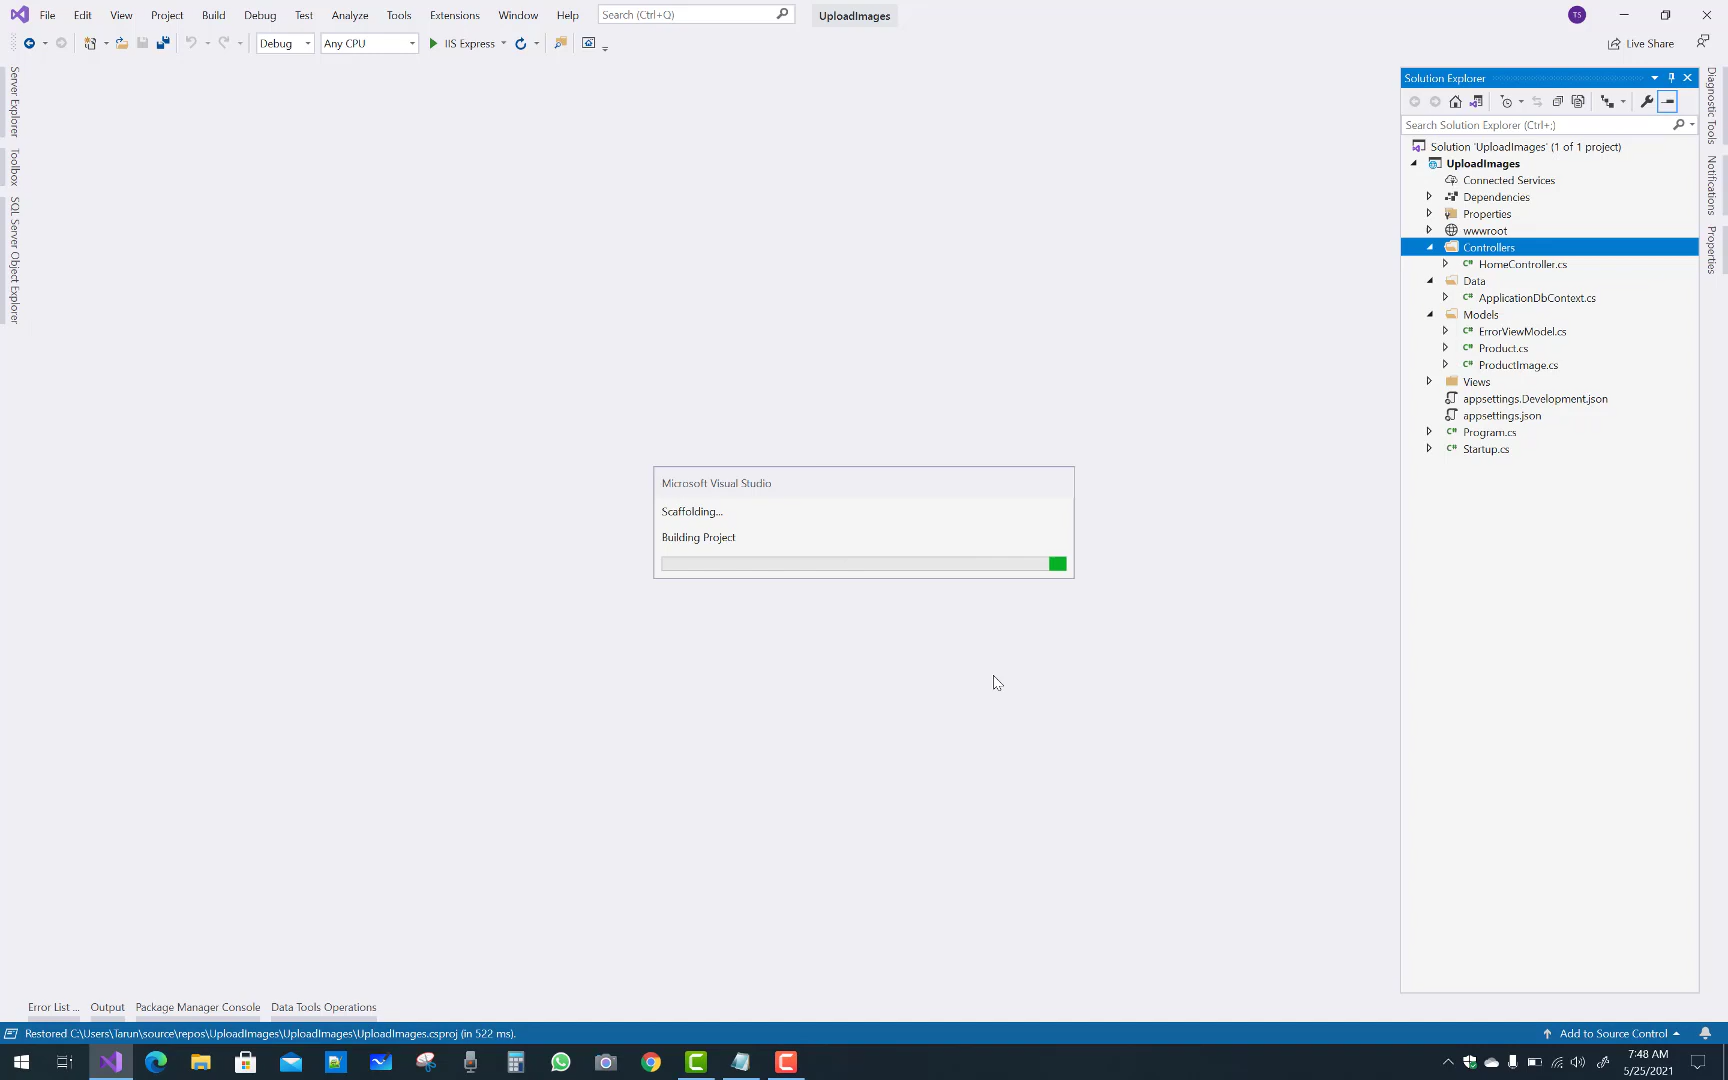 File Edit View Project Build Debug Test Analyze Tools Extensions Window Help Search (Ctrl+Q) UploadImages TS
Debug Any CPU IIS Express Live Share
Server Explorer
Toolbox
SQL Server Object Explorer
Solution Explorer
Search Solution Explorer (Ctrl+;)
Solution 'UploadImages' (1 of 1 project)
UploadImages
Connected Services
Dependencies
Properties
wwwroot
Controllers
C# HomeController.cs
Data
C# ApplicationDbContext.cs
Models
C# ErrorViewModel.cs
C# Product.cs
C# ProductImage.cs
Views
appsettings.Development.json
appsettings.json
C# Program.cs
C# Startup.cs
Diagnostic Tools
Notifications
Properties
Microsoft Visual Studio
Scaffolding...
Building Project
Error List ... Output Package Manager Console Data Tools Operations
Restored C:\Users\Tarun\source\repos\UploadImages\UploadImages\UploadImages.csproj (in 522 ms). Add to Source Control
7:48 AM
5/25/2021